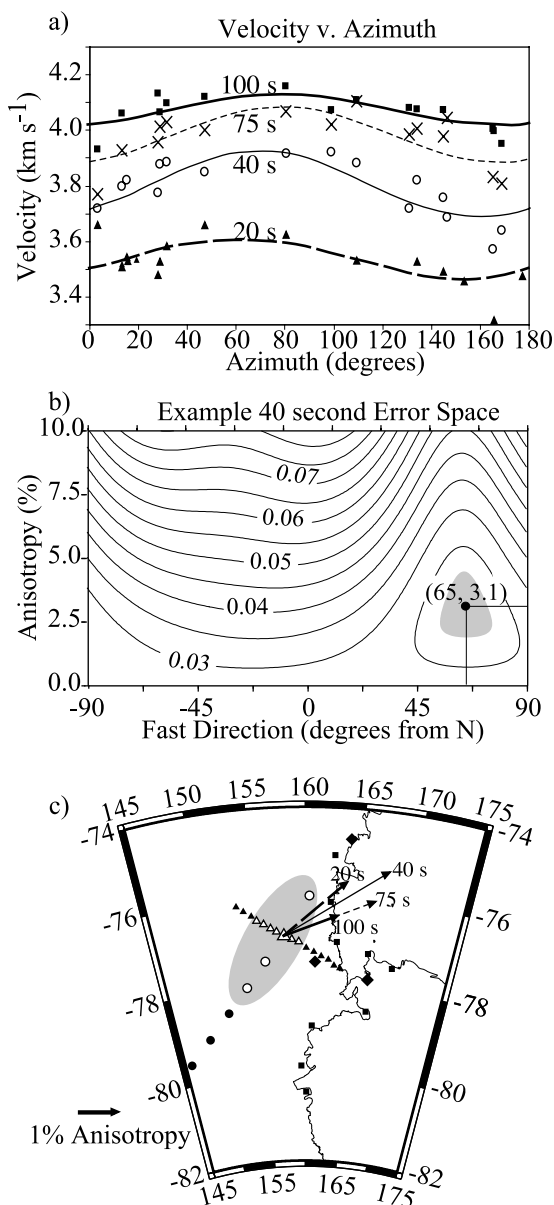 a) Velocity v. Azimuth
4.2
4.0
3.8
3.6
3.4
Velocity (km s⁻¹)
100 s
75 s
40 s
20 s
0 20 40 60 80 100 120 140 160 180
Azimuth (degrees)
b) Example 40 second Error Space
10.0
7.5
5.0
2.5
0.0
Anisotropy (%)
0.07
0.06
0.05
0.04
0.03
(65, 3.1)
-90 -45 0 45 90
Fast Direction (degrees from N)
c)
145 150 155 160 165 170 175
-74 -74
20 s
40 s
75 s
100 s
-76 -76
-78 -78
-80 -80
-82 -82
1% Anisotropy
145 155 165 175